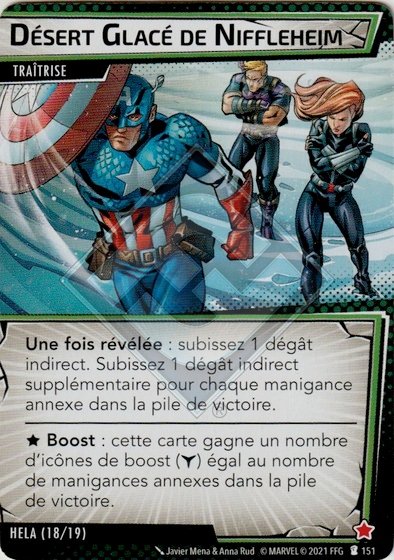 Désert Glacé de Niffleheim
TRAÎTRISE
Une fois révélée : subissez 1 dégât
indirect. Subissez 1 dégât indirect
supplémentaire pour chaque manigance
annexe dans la pile de victoire.
★ Boost : cette carte gagne un nombre
d'icônes de boost ( ) égal au nombre
de manigances annexes dans la pile
de victoire.
HELA (18/19)
Javier Mena & Anna Rud © MARVEL © 2021 FFG 151